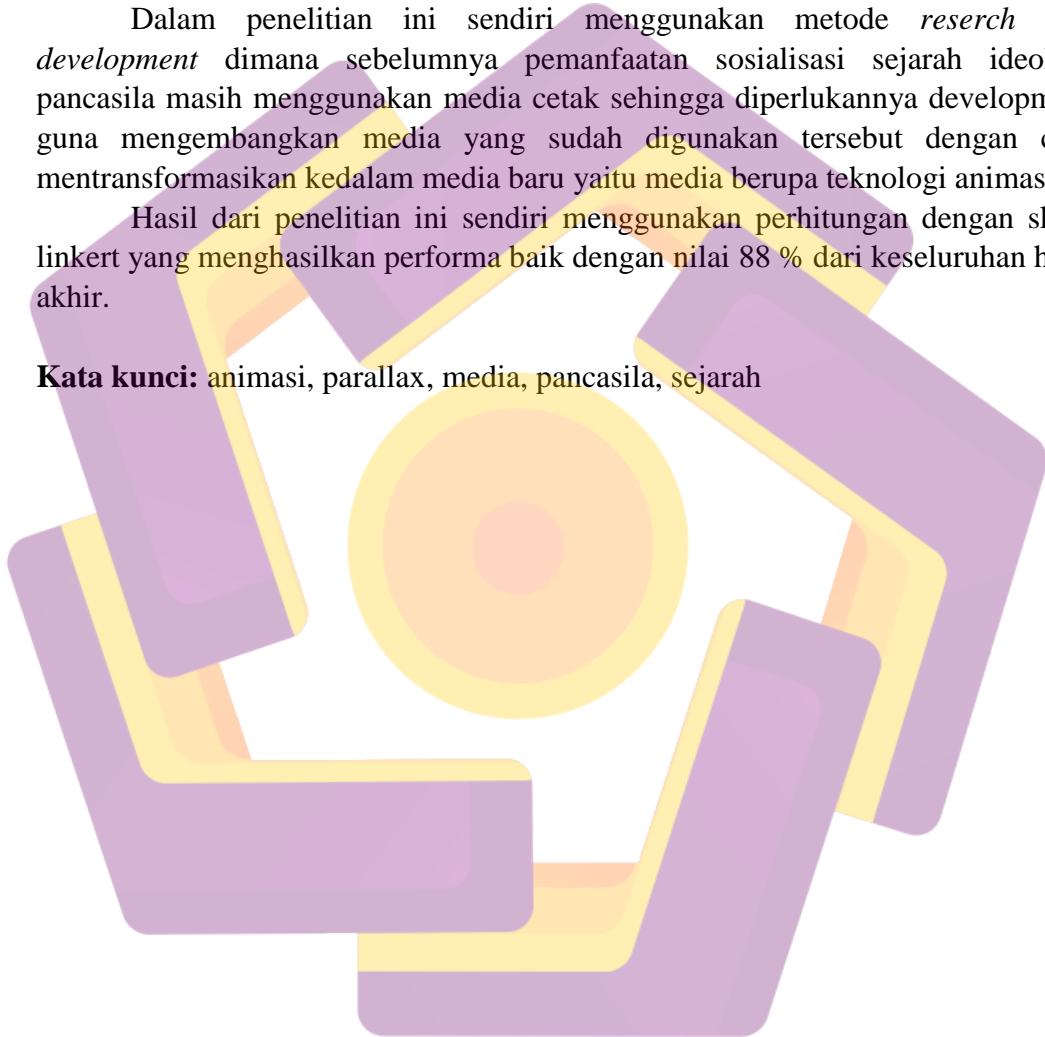 Dalam penelitian ini sendiri menggunakan metode reserch
development dimana sebelumnya pemanfaatan sosialisasi sejarah ideol
pancasila masih menggunakan media cetak sehingga diperlukannya developm
guna mengembangkan media yang sudah digunakan tersebut dengan c
mentransformasikan kedalam media baru yaitu media berupa teknologi animas
Hasil dari penelitian ini sendiri menggunakan perhitungan dengan sk
linkert yang menghasilkan performa baik dengan nilai 88 % dari keseluruhan h
akhir.
Kata kunci: animasi, parallax, media, pancasila, sejarah